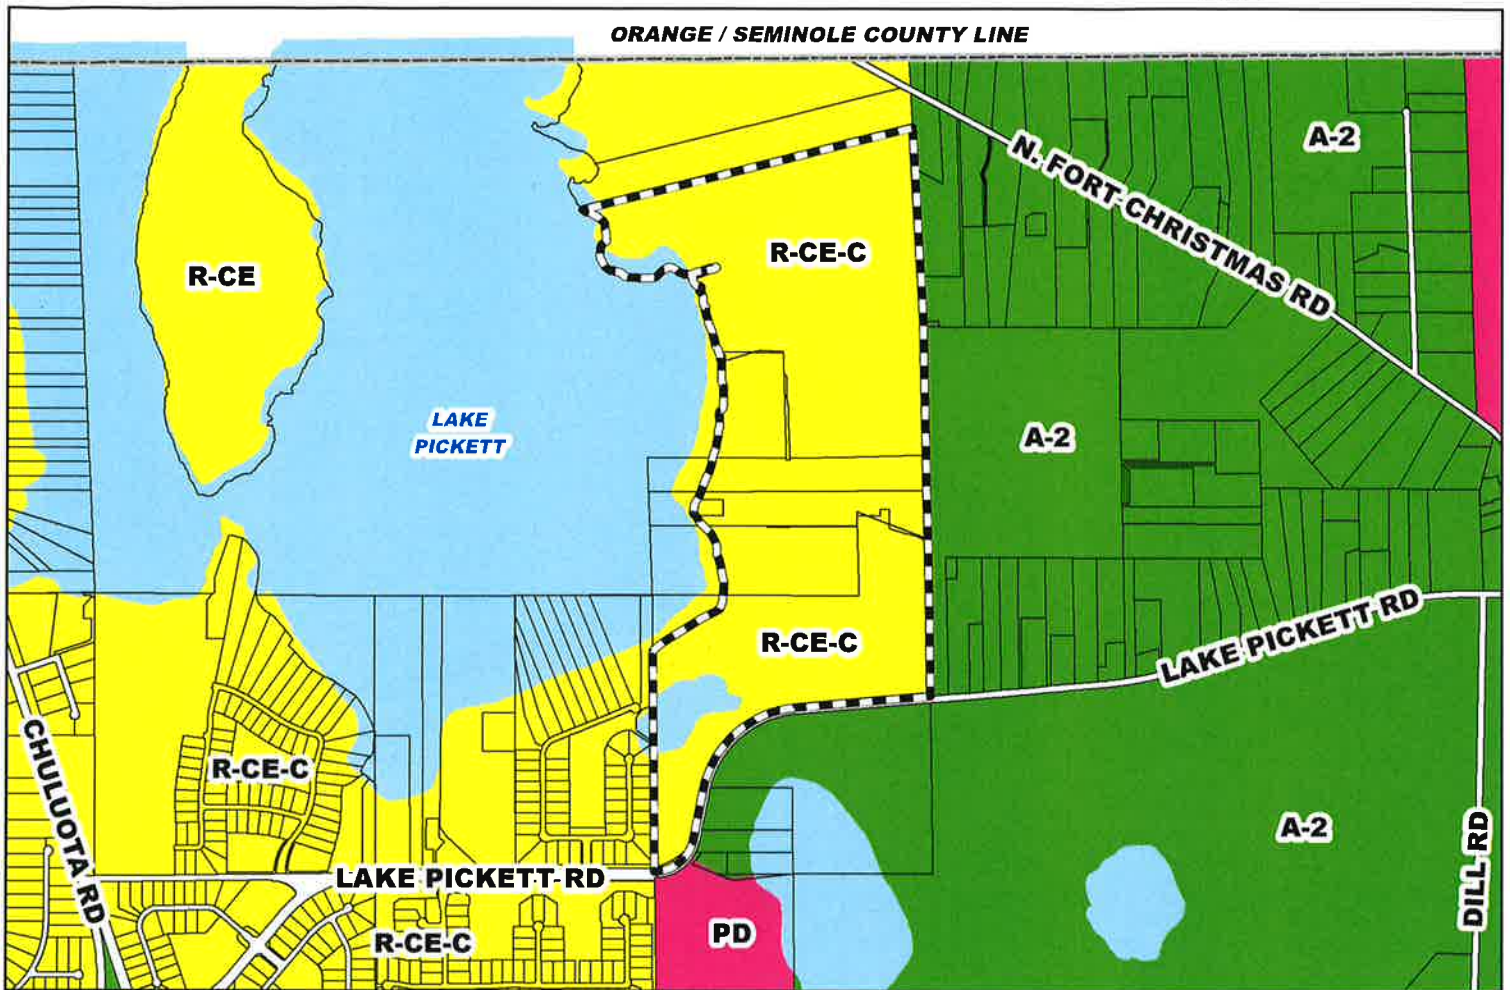 ORANGE / SEMINOLE COUNTY LINE
A-2
N. FORT CHRISTMAS RD
R-CE-C
R-CE
LAKE
PICKETT
A-2
LAKE PICKETT RD
R-CE-C
CHULUOTA RD
R-CE-C
A-2
DILL RD
LAKE PICKETT RD
R-CE-C
PD